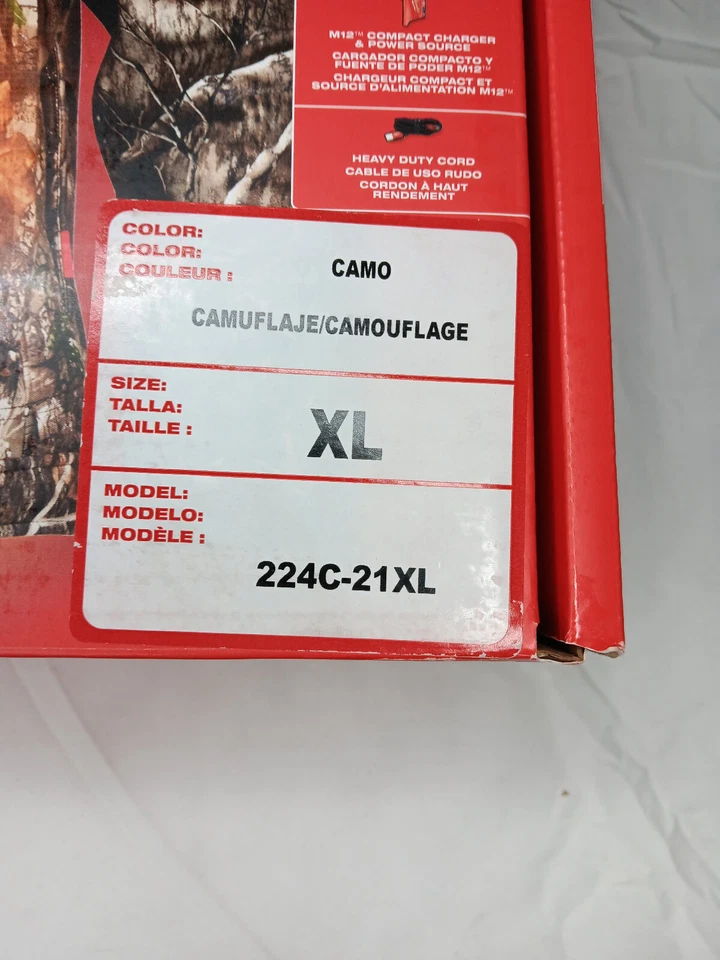 M12™ COMPACT CHARGER
& POWER SOURCE
CARGADOR COMPACTO Y
FUENTE DE PODER M12™
CHARGEUR COMPACT ET
SOURCE D'ALIMENTATION M12™
HEAVY DUTY CORD
CABLE DE USO RUDO
CORDON À HAUT
RENDEMENT
COLOR:
COLOR:
COULEUR :
CAMO
CAMUFLAJE/CAMOUFLAGE
SIZE:
TALLA:
TAILLE :
XL
MODEL:
MODELO:
MODÈLE :
224C-21XL